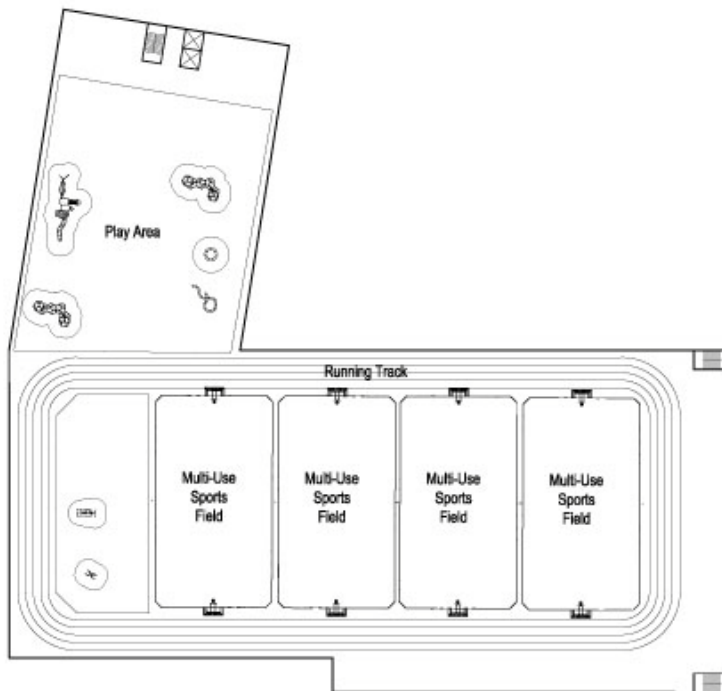 Play Area
Running Track
Multi-Use
Sports
Field
Multi-Use
Sports
Field
Multi-Use
Sports
Field
Multi-Use
Sports
Field